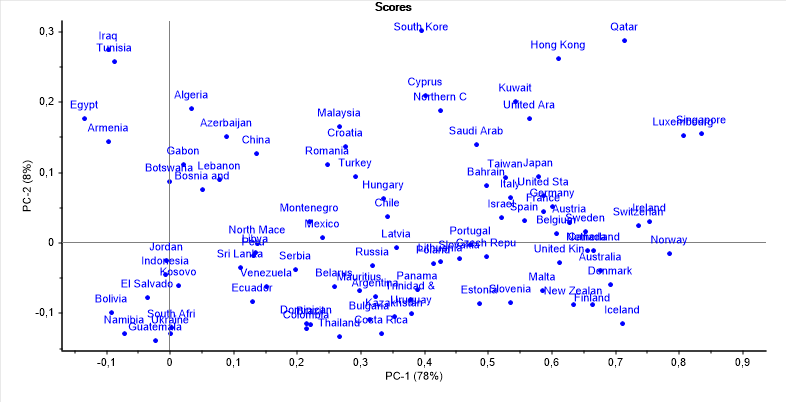 Scores
South Kore
Qatar
0,3
Iraq
Tunisia
Hong Kong
Cyprus
Kuwait
Northern C
Egypt
Algeria
United Ara
0,2
Malaysia
Singapore
Luxembourg
Armenia
Azerbaijan
Croatia
Saudi Arab
China
Gabon
Romania
Turkey
Taiwan
Japan
0,1
Botswana
Lebanon
Bosnia and
Bahrain
Hungary
Italy
United Sta
Germany
Chile
Israel
France
Spain
Austria
Ireland
Montenegro
Mexico
Belgium
Sweden
Switzerlan
North Mace
Libya
Peru
Latvia
Portugal
Slovakia
Czech Repu
Netherland
Canada
Norway
0
Jordan
Sri Lanka
Serbia
Russia
Lithuania
Poland
United Kin
Australia
Indonesia
Kosovo
Venezuela
Belarus
Mauritius
Panama
Malta
Denmark
El Salvado
Ecuador
Argentina
Trinidad &
Estonia
Slovenia
New Zealan
Bolivia
Kazakhstan
Uruguay
Finland
-0,1
Namibia
South Afri
Ukraine
Dominican
Colombia
Bulgaria
Costa Rica
Iceland
Guatemala
Thailand
-0,1
0
0,1
0,2
0,3
0,4
0,5
0,6
0,7
0,8
0,9
PC-1 (78%)
PC-2 (8%)